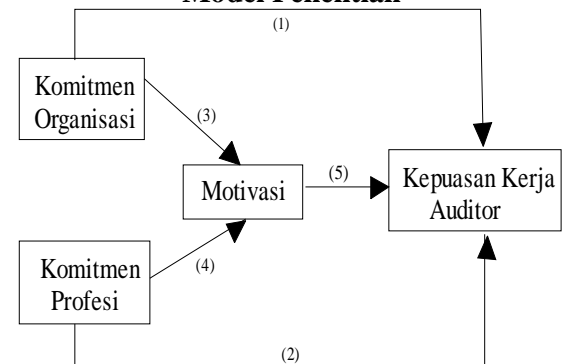 Model Penelitian
(1)
Komitmen
Organisasi
(3)
Motivasi
(5)
Kepuasan Kerja
Auditor
Komitmen
Profesi
(4)
(2)